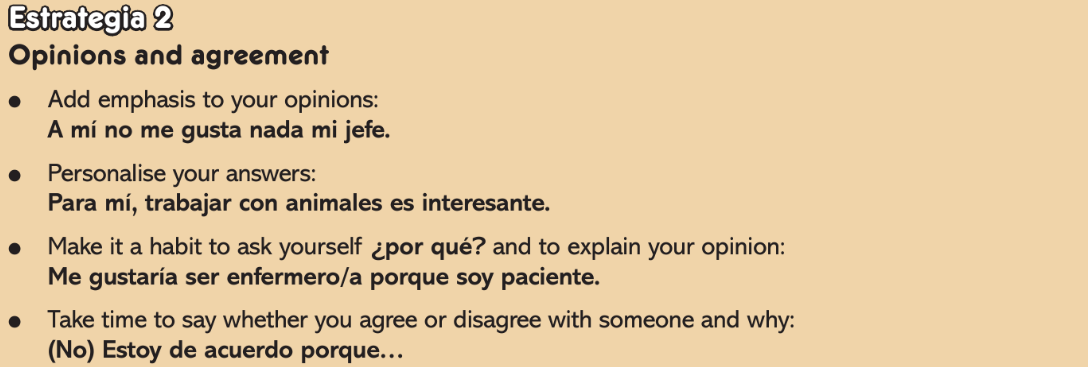 Estrategia 2
Opinions and agreement
● Add emphasis to your opinions:
A mí no me gusta nada mi jefe.
● Personalise your answers:
Para mí, trabajar con animales es interesante.
● Make it a habit to ask yourself ¿por qué? and to explain your opinion:
Me gustaría ser enfermero/a porque soy paciente.
● Take time to say whether you agree or disagree with someone and why:
(No) Estoy de acuerdo porque...